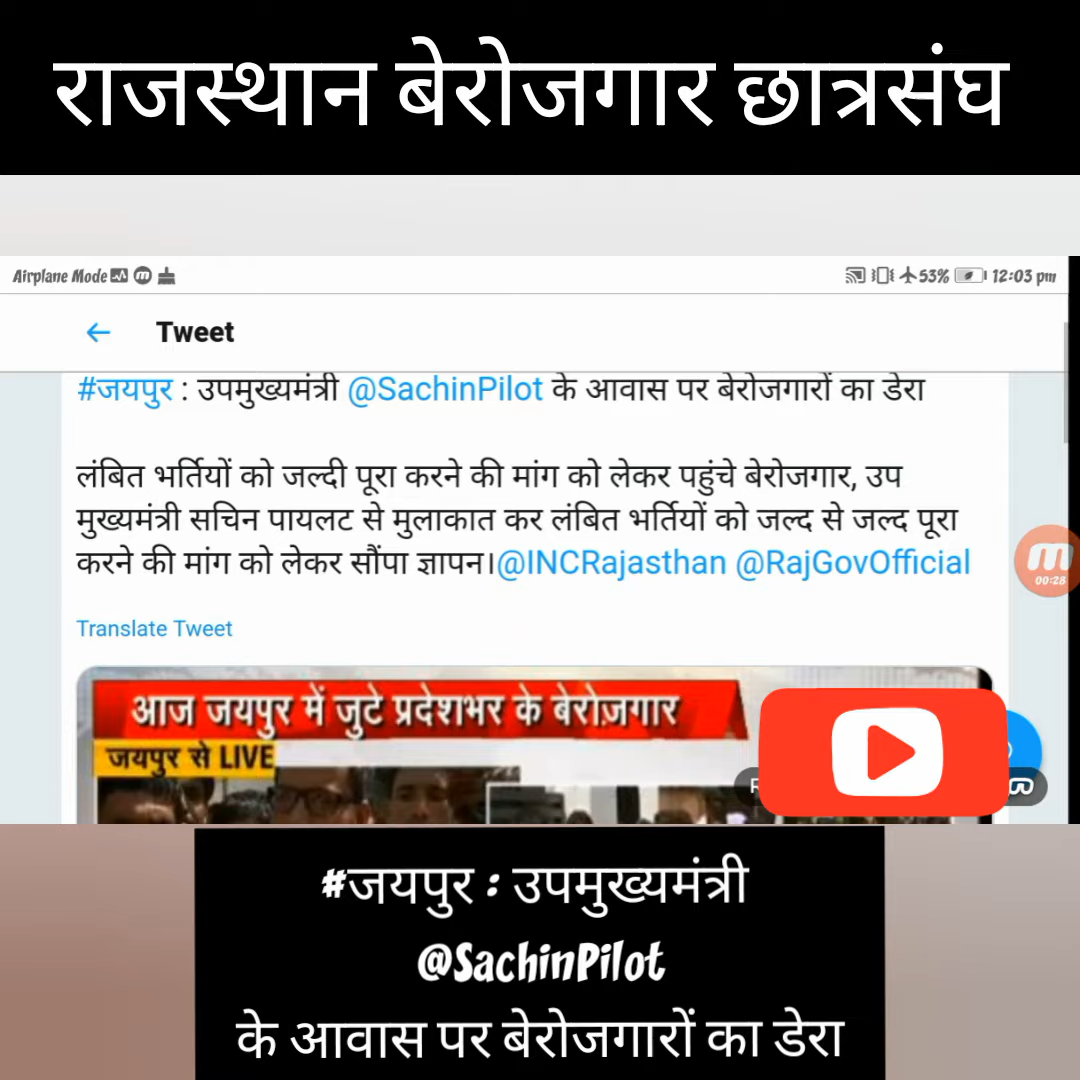 राजस्थान बेरोजगार छात्रसंघ
Airplane Mode 53% 12:03 pm
Tweet
#जयपुर : उपमुख्यमंत्री @SachinPilot के आवास पर बेरोजगारों का डेरा
लंबित भर्तियों को जल्दी पूरा करने की मांग को लेकर पहुंचे बेरोजगार, उप
मुख्यमंत्री सचिन पायलट से मुलाकात कर लंबित भर्तियों को जल्द से जल्द पूरा
करने की मांग को लेकर सौंपा ज्ञापन।@INCRajasthan @RajGovOfficial
00:28
Translate Tweet
आज जयपुर में जुटे प्रदेशभर के बेरोज़गार
जयपुर से LIVE
#जयपुर : उपमुख्यमंत्री
@SachinPilot
के आवास पर बेरोजगारों का डेरा